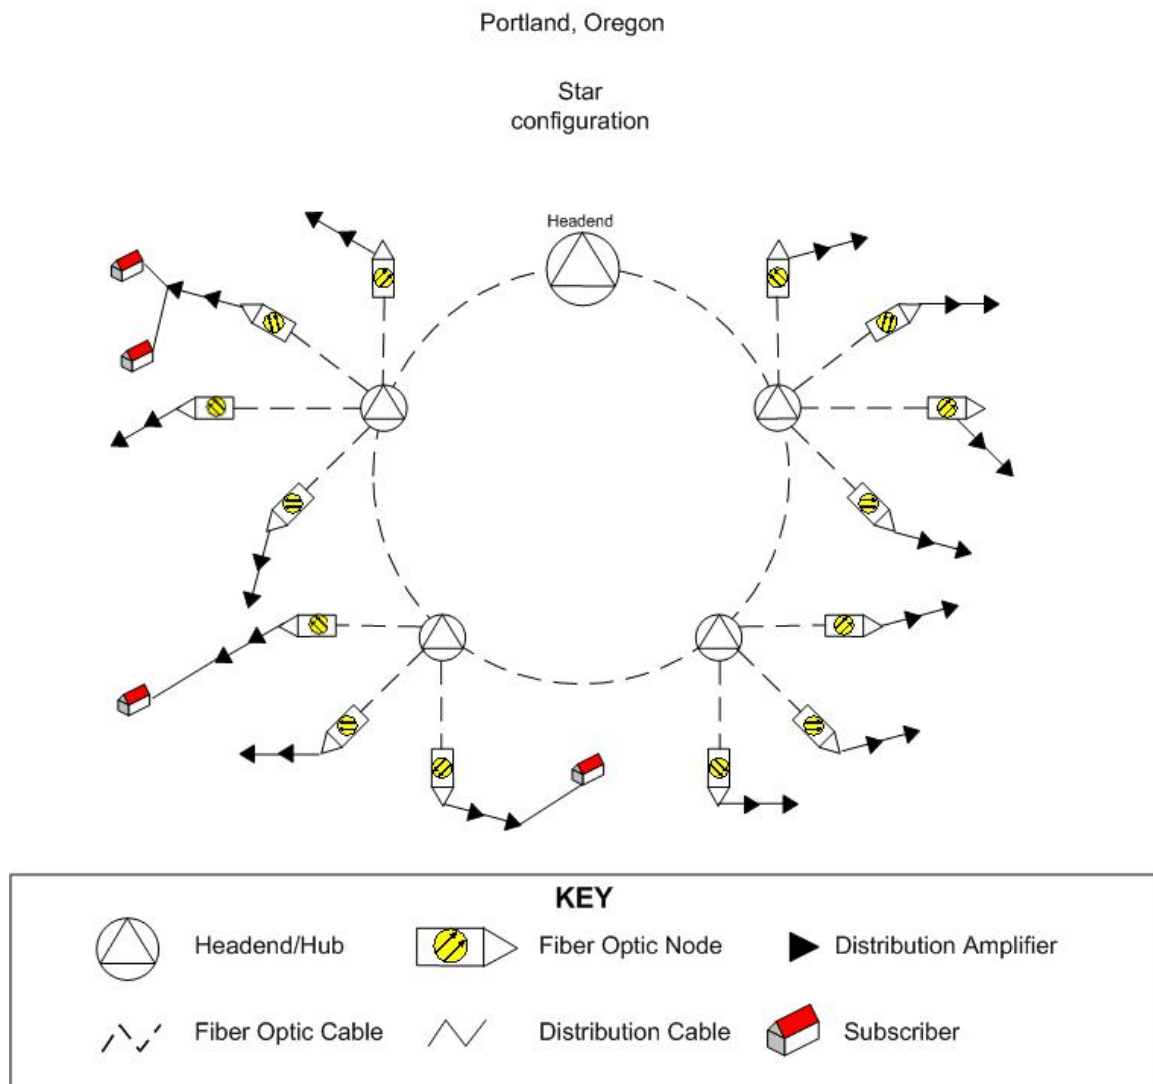 Portland, Oregon
Star
configuration
Headend
KEY
Headend/Hub
Fiber Optic Node
Distribution Amplifier
Fiber Optic Cable
Distribution Cable
Subscriber